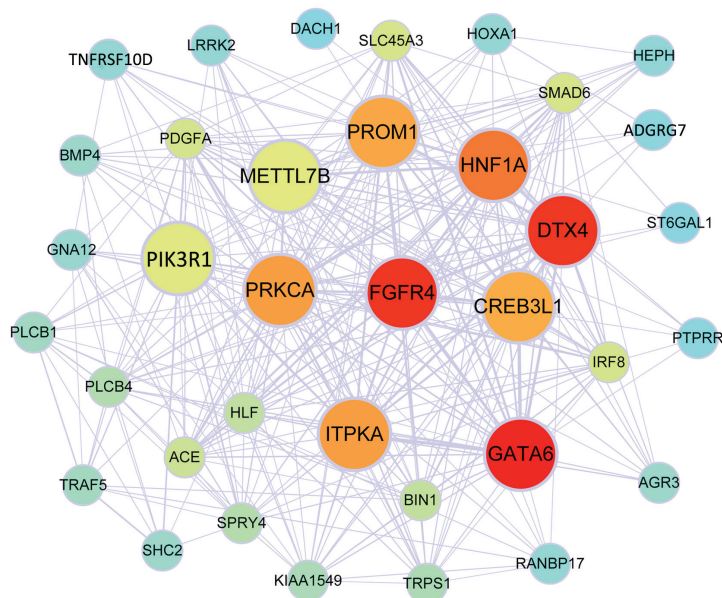 DACH1
SLC45A3
HOXA1
LRRK2
TNFRSF10D
HEPH
SMAD6
PDGFA
PROM1
ADGRG7
BMP4
METTL7B
HNF1A
ST6GAL1
DTX4
GNA12
PIK3R1
PRKCA
FGFR4
CREB3L1
PLCB1
PTPRR
IRF8
PLCB4
HLF
ITPKA
GATA6
ACE
TRAF5
AGR3
BIN1
SPRY4
SHC2
RANBP17
KIAA1549
TRPS1